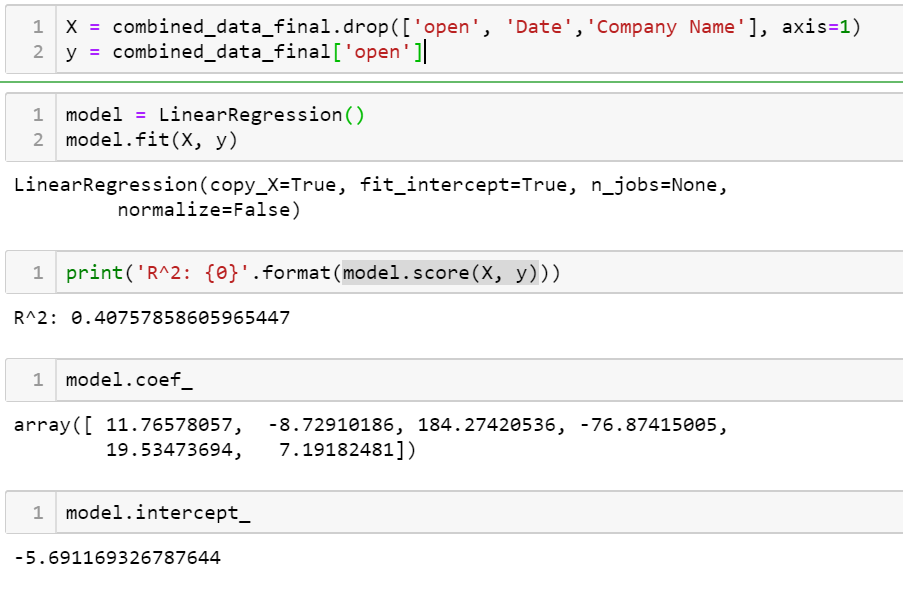 1 X = combined_data_final.drop(['open', 'Date','Company Name'], axis=1)
2 y = combined_data_final['open']
1 model = LinearRegression()
2 model.fit(X, y)
LinearRegression(copy_X=True, fit_intercept=True, n_jobs=None,
normalize=False)
1 print('R^2: {0}'.format(model.score(X, y)))
R^2: 0.40757858605965447
1 model.coef_
array([ 11.76578057,  -8.72910186, 184.27420536, -76.87415005,
19.53473694,   7.19182481])
1 model.intercept_
-5.691169326787644